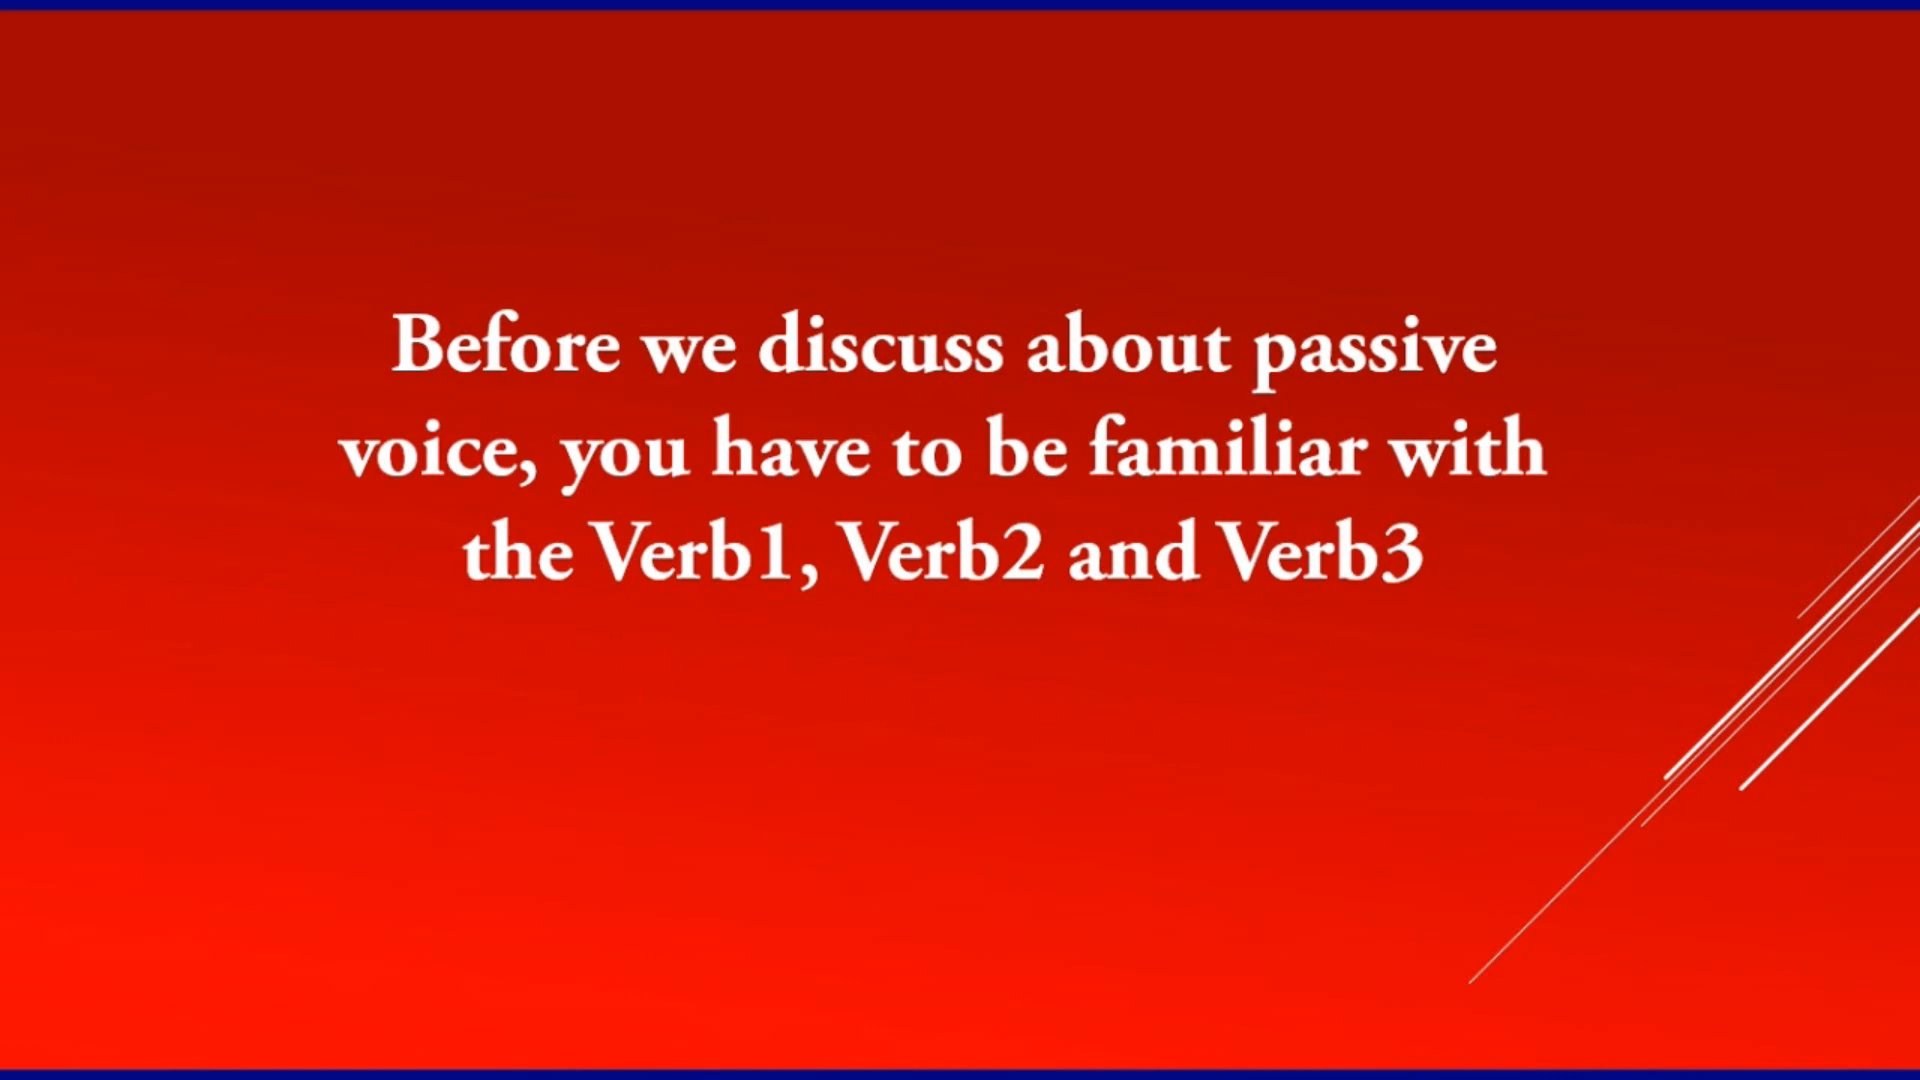 Before we discuss about passive
voice, you have to be familiar with
the Verb1, Verb2 and Verb3